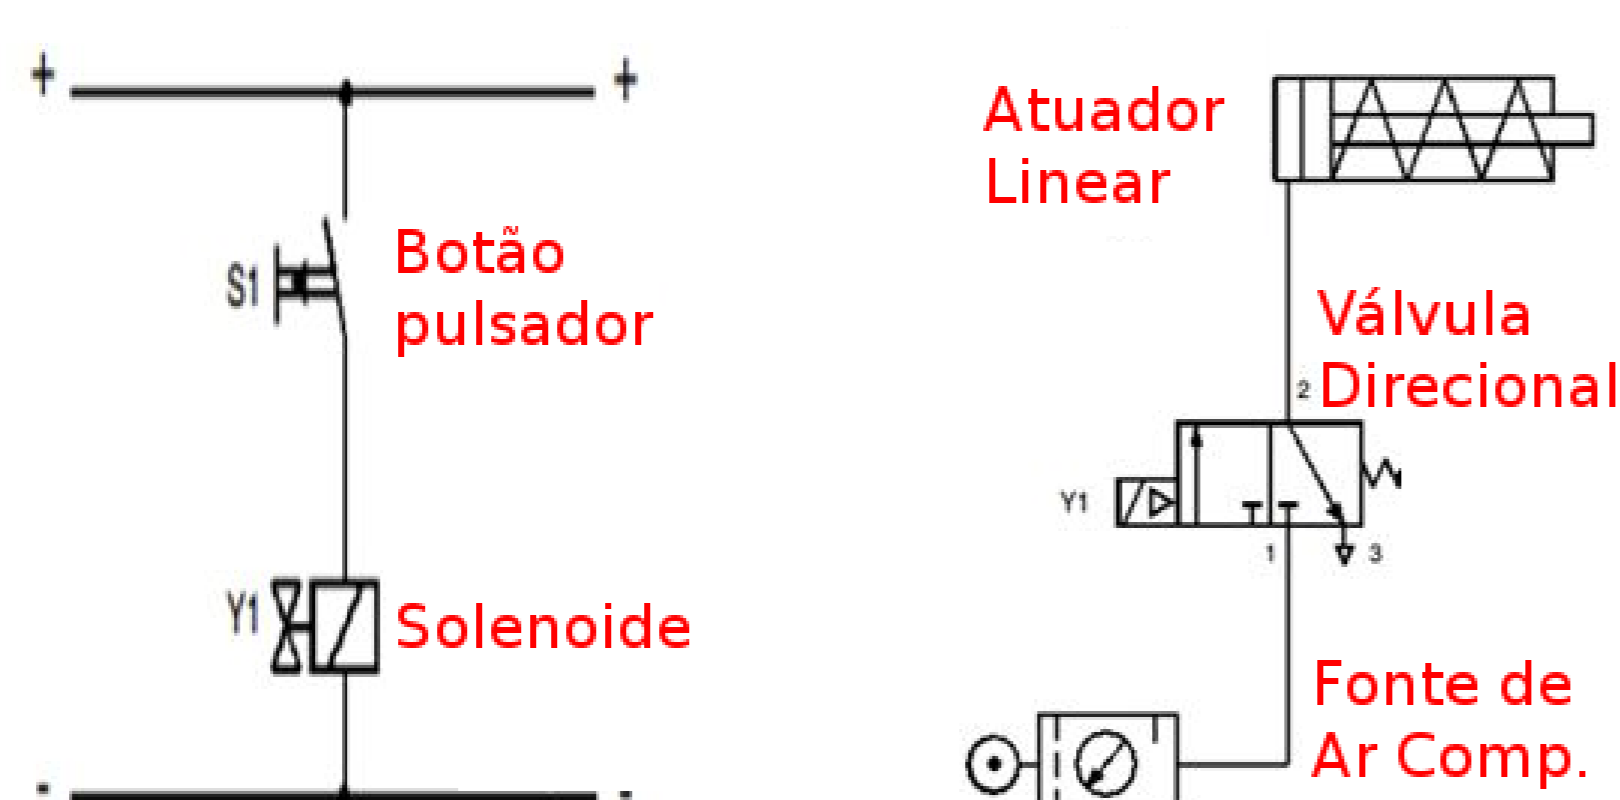 +
+
Botão
pulsador
S1
Y1
Solenoide
-
-
Atuador
Linear
Válvula
Direcional
2
Y1
1
3
Fonte de
Ar Comp.